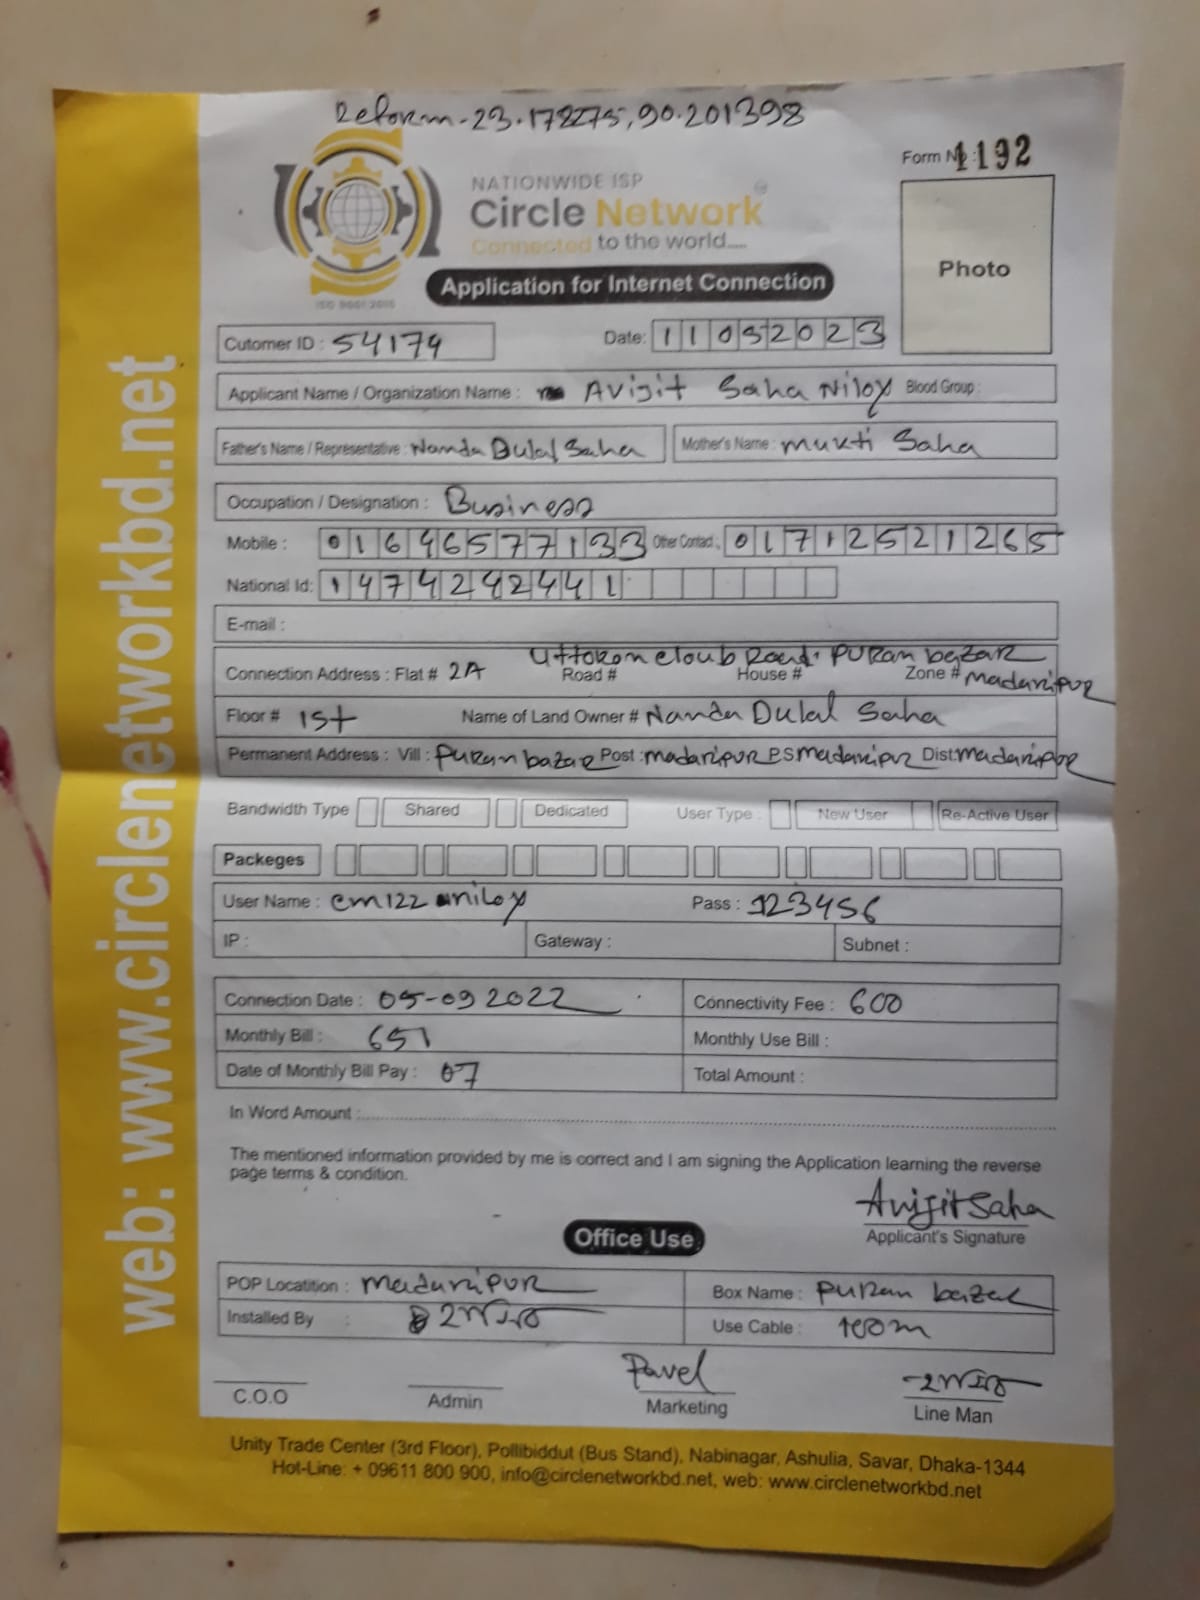 Reform-23.178275,90.201398
Form No : 1192
NATIONWIDE ISP
Circle Network
Connected to the world....
Photo
Application for Internet Connection
ISO 9001:2015
Cutomer ID : 54179
Date: 11052023
Applicant Name / Organization Name : Avijit Saha Niloy Blood Group :
Father's Name / Representative : Nanda Dulal Saha Mother's Name : mukti Saha
Occupation / Designation : Business
Mobile : 01646577133 Other Contact : 01712521265
National Id: 1474242441
E-mail :
Connection Address : Flat # 2A Road # House # Zone #
Uttoron cloub Road, PURan bazaR madaripur
Floor # 1st Name of Land Owner # Nanda Dulal Saha
Permanent Address : Vill : Puran bazar Post : madaripur PS madaripur Dist: madaripur
Bandwidth Type Shared Dedicated User Type : New User Re-Active User
Packeges
User Name : cm122 niloy Pass : 123456
IP : Gateway : Subnet :
Connection Date : 05-09 2022 Connectivity Fee : 600
Monthly Bill : 651 Monthly Use Bill :
Date of Monthly Bill Pay : 07 Total Amount :
In Word Amount :
The mentioned information provided by me is correct and I am signing the Application learning the reverse
page terms & condition.
Avijit Saha
Applicant's Signature
Office Use
POP Locatition : madaripur Box Name : PURan bazar
Installed By : Use Cable : 100m
Pavel
C.O.O Admin Marketing Line Man
Unity Trade Center (3rd Floor), Pollibiddut (Bus Stand), Nabinagar, Ashulia, Savar, Dhaka-1344
Hot-Line: + 09611 800 900, info@circlenetworkbd.net, web: www.circlenetworkbd.net
web: www.circlenetworkbd.net